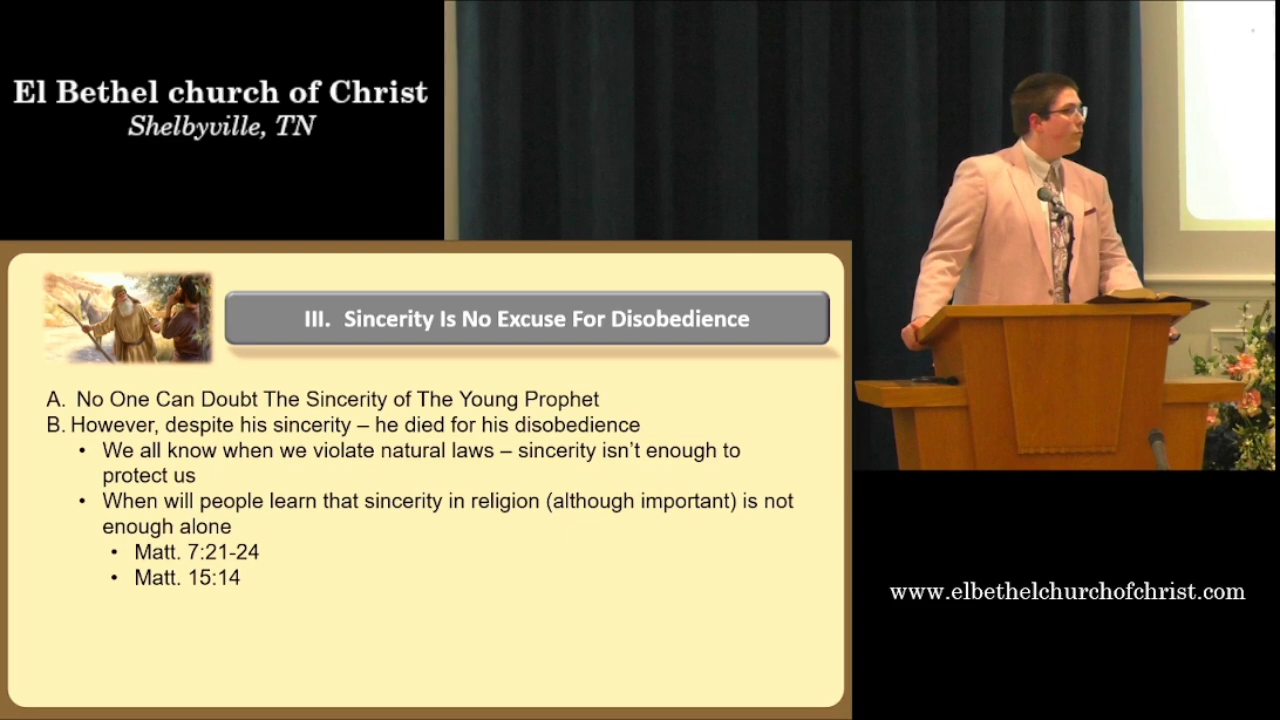 El Bethel church of Christ
Shelbyville, TN
III. Sincerity Is No Excuse For Disobedience
A. No One Can Doubt The Sincerity of The Young Prophet
B. However, despite his sincerity – he died for his disobedience
• We all know when we violate natural laws – sincerity isn't enough to
protect us
• When will people learn that sincerity in religion (although important) is not
enough alone
• Matt. 7:21-24
• Matt. 15:14
www.elbethelchurchofchrist.com